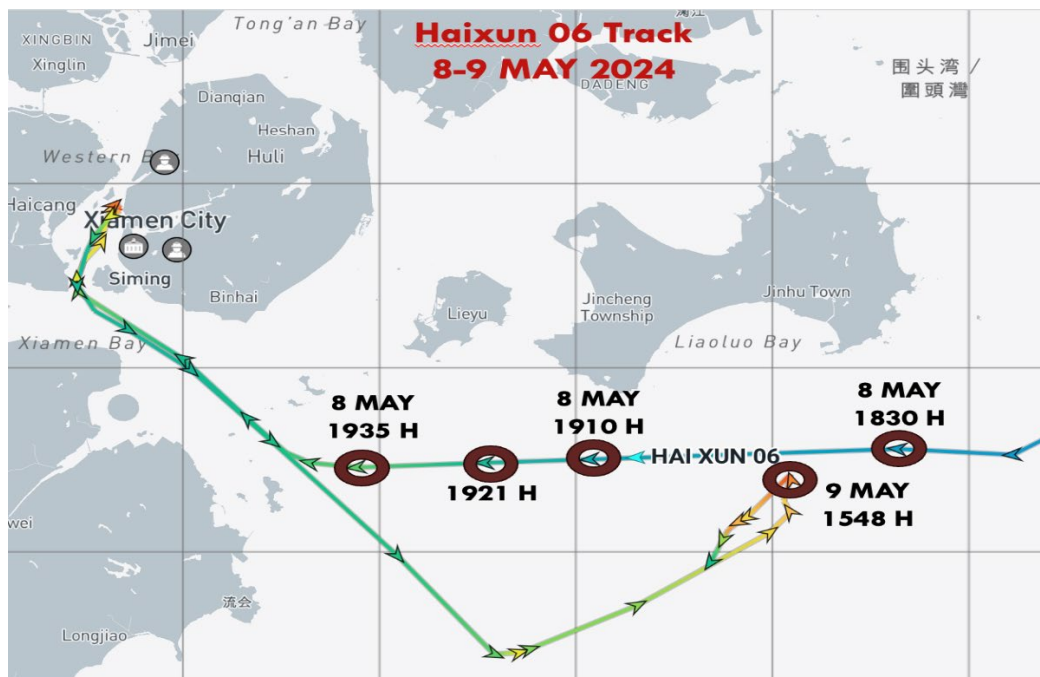 Tong'an Bay
Haixun 06 Track
8-9 MAY 2024
XINGBIN
Jimei
Xinglin
DADENG
围头湾 /
圍頭灣
Dianqian
Heshan
Huli
Western
Haicang
Xiamen City
Siming
Binhai
Lieyu
Jincheng
Township
Jinhu Town
Xiamen Bay
Liaoluo Bay
8 MAY
1935 H
8 MAY
1910 H
8 MAY
1830 H
HAI XUN 06
1921 H
9 MAY
1548 H
wei
流会
Longjiao